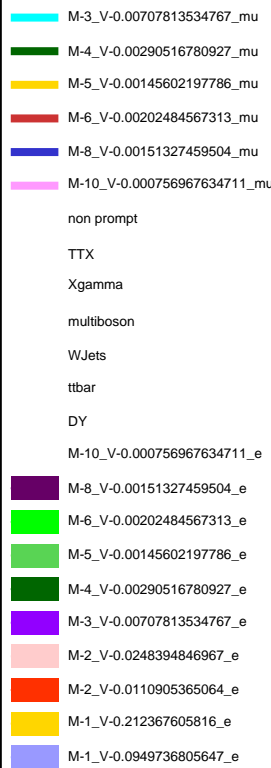 M-3_V-0.00707813534767_mu
M-4_V-0.00290516780927_mu
M-5_V-0.00145602197786_mu
M-6_V-0.00202484567313_mu
M-8_V-0.00151327459504_mu
M-10_V-0.000756967634711_mu
non prompt
TTX
Xgamma
multiboson
WJets
ttbar
DY
M-10_V-0.000756967634711_e
M-8_V-0.00151327459504_e
M-6_V-0.00202484567313_e
M-5_V-0.00145602197786_e
M-4_V-0.00290516780927_e
M-3_V-0.00707813534767_e
M-2_V-0.0248394846967_e
M-2_V-0.0110905365064_e
M-1_V-0.212367605816_e
M-1_V-0.0949736805647_e